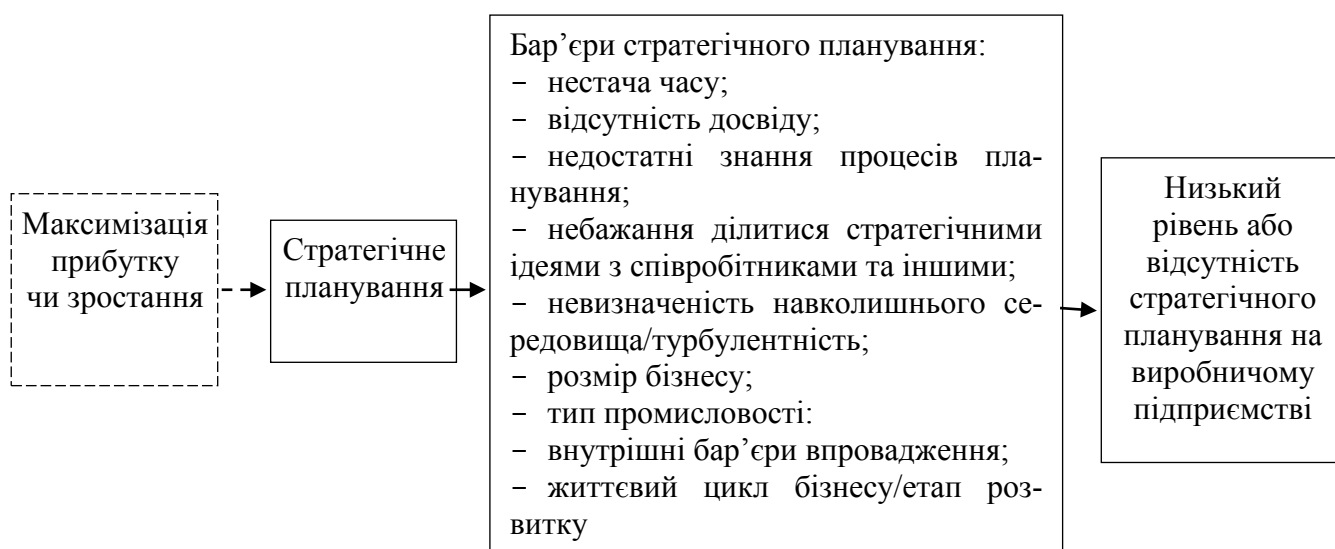 Максимізація
прибутку
чи зростання
Стратегічне
планування
Бар’єри стратегічного планування:
− нестача часу;
− відсутність досвіду;
− недостатні знання процесів пла-
нування;
− небажання ділитися стратегічними
ідеями з співробітниками та іншими;
− невизначеність навколишнього се-
редовища/турбулентність;
− розмір бізнесу;
− тип промисловості:
− внутрішні бар’єри впровадження;
− життєвий цикл бізнесу/етап роз-
витку
Низький
рівень або
відсутність
стратегічного
планування на
виробничому
підприємстві